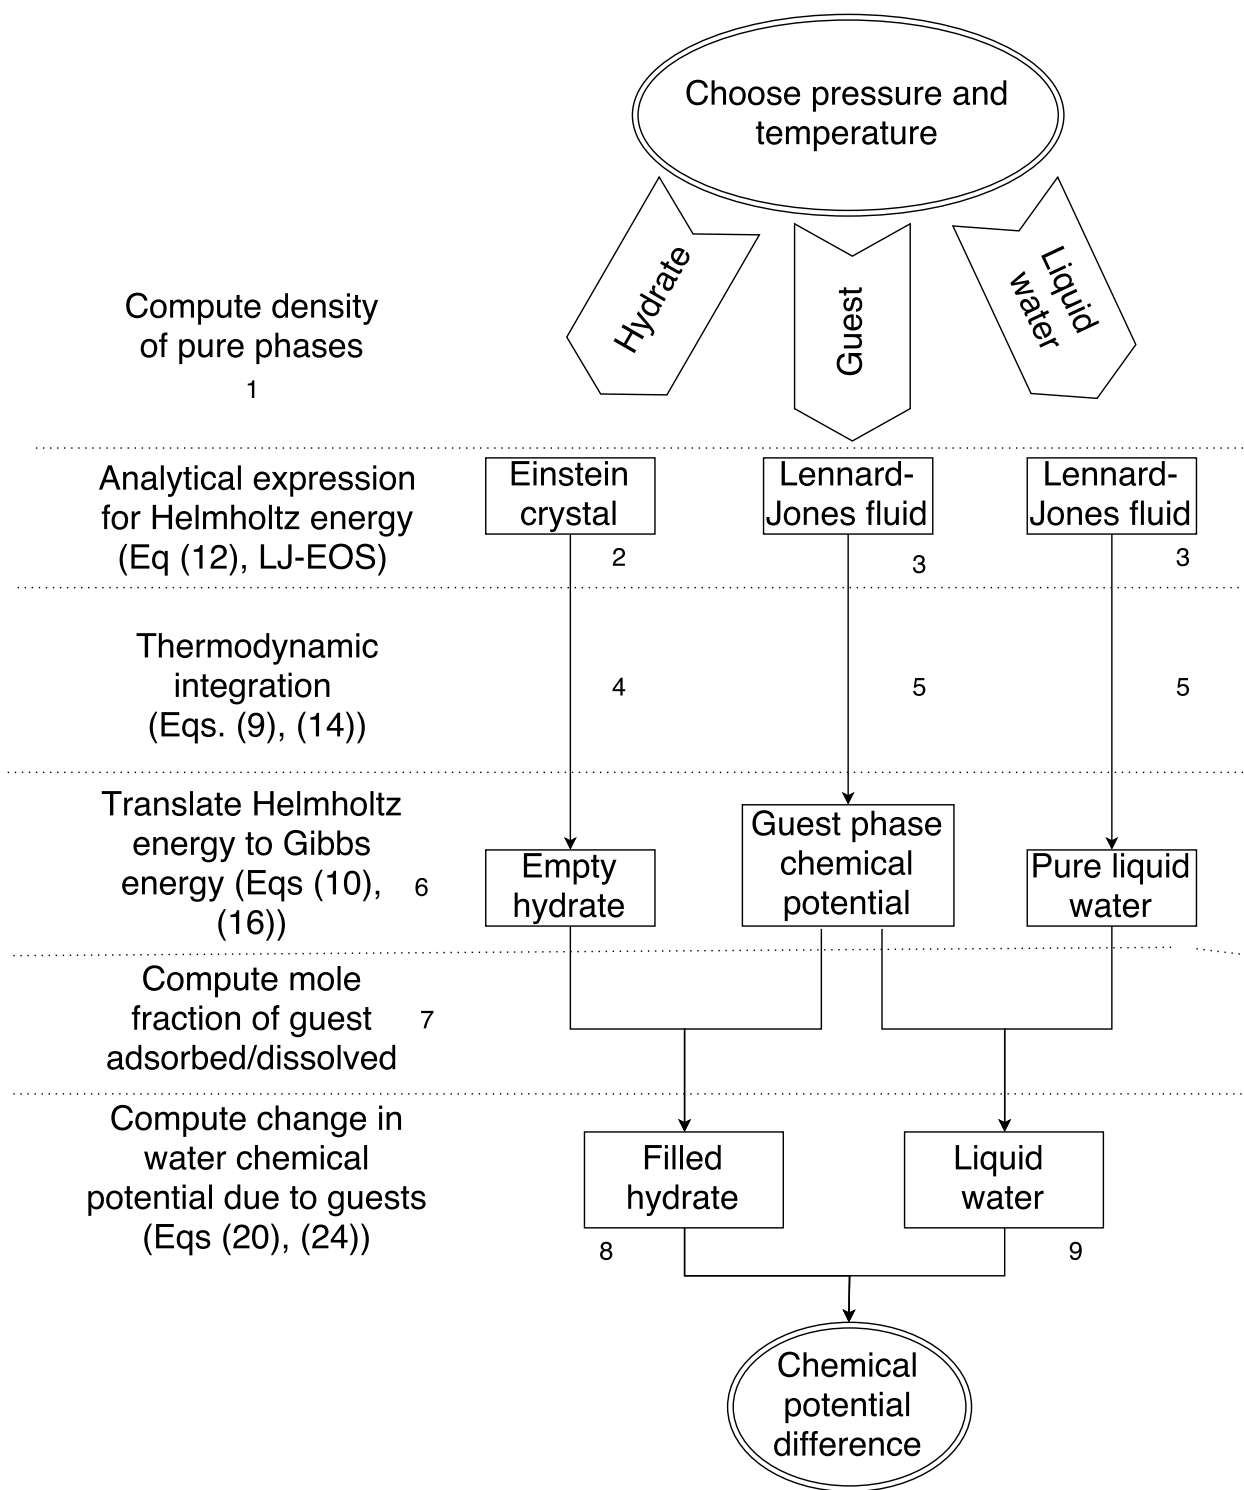 Choose pressure and
temperature
Hydrate
Guest
Liquid
water
Compute density
of pure phases
1
Analytical expression
for Helmholtz energy
(Eq (12), LJ-EOS)
Einstein
crystal
2
Lennard-
Jones fluid
3
Lennard-
Jones fluid
3
Thermodynamic
integration
(Eqs. (9), (14))
4
5
5
Translate Helmholtz
energy to Gibbs
energy (Eqs (10),
(16))
6
Empty
hydrate
Guest phase
chemical
potential
Pure liquid
water
Compute mole
fraction of guest
adsorbed/dissolved
7
Compute change in
water chemical
potential due to guests
(Eqs (20), (24))
Filled
hydrate
8
Liquid
water
9
Chemical
potential
difference